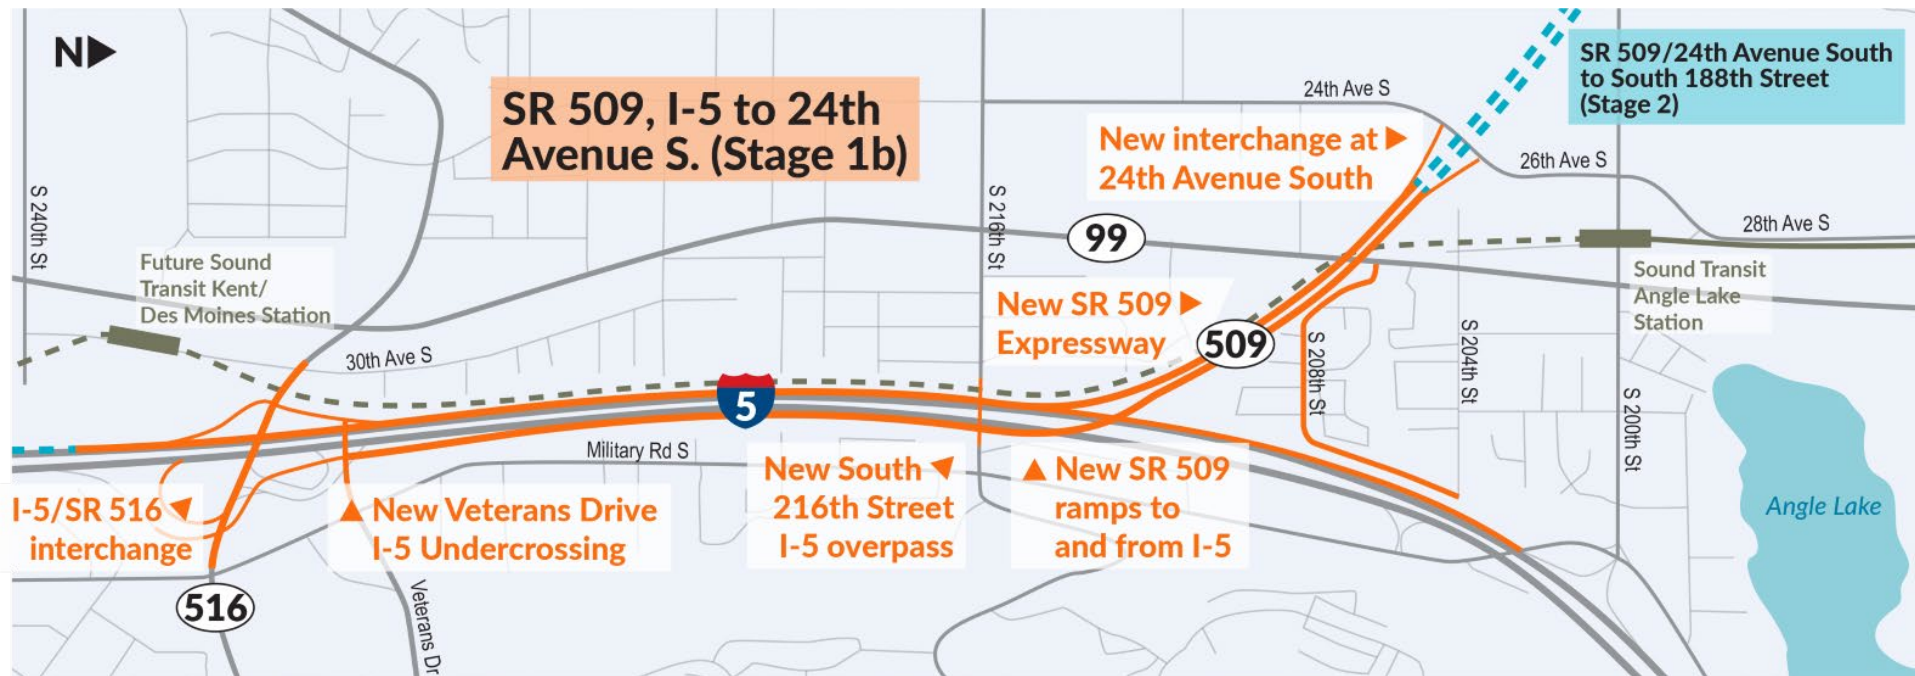 N
SR 509, I-5 to 24th
Avenue S. (Stage 1b)
SR 509/24th Avenue South
to South 188th Street
(Stage 2)
24th Ave S
New interchange at
24th Avenue South
26th Ave S
S 240th St
S 216th St
99
28th Ave S
Future Sound
Transit Kent/
Des Moines Station
Sound Transit
Angle Lake
Station
New SR 509
Expressway
509
S 208th St
S 204th St
S 200th St
30th Ave S
5
Military Rd S
I-5/SR 516
interchange
New Veterans Drive
I-5 Undercrossing
New South
216th Street
I-5 overpass
New SR 509
ramps to
and from I-5
Angle Lake
516
Veterans Dr